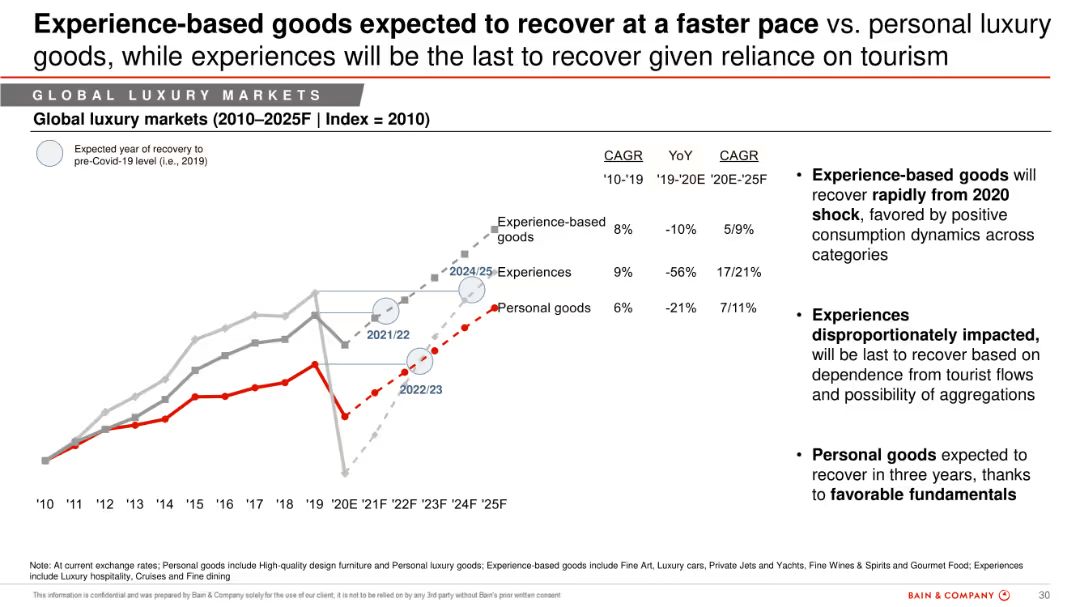 Experience-based goods expected to recover at a faster pace vs. personal luxury
goods, while experiences will be the last to recover given reliance on tourism
GLOBAL LUXURY MARKETS
Global luxury markets (2010–2025F | Index = 2010)
Expected year of recovery to
pre-Covid-19 level (i.e., 2019)
CAGR YoY CAGR
'10-'19 '19-'20E '20E-'25F
Experience-based
goods 8% -10% 5/9%
2024/25 Experiences 9% -56% 17/21%
Personal goods 6% -21% 7/11%
2021/22
2022/23
'10 '11 '12 '13 '14 '15 '16 '17 '18 '19 '20E '21F '22F '23F '24F '25F
• Experience-based goods will
recover rapidly from 2020
shock, favored by positive
consumption dynamics across
categories
• Experiences
disproportionately impacted,
will be last to recover based on
dependence from tourist flows
and possibility of aggregations
• Personal goods expected to
recover in three years, thanks
to favorable fundamentals
Note: At current exchange rates; Personal goods include High-quality design furniture and Personal luxury goods; Experience-based goods include Fine Art, Luxury cars, Private Jets and Yachts, Fine Wines & Spirits and Gourmet Food; Experiences
include Luxury hospitality, Cruises and Fine dining
This information is confidential and was prepared by Bain & Company solely for the use of our client; it is not to be relied on by any 3rd party without Bain's prior written consent
BAIN & COMPANY
30